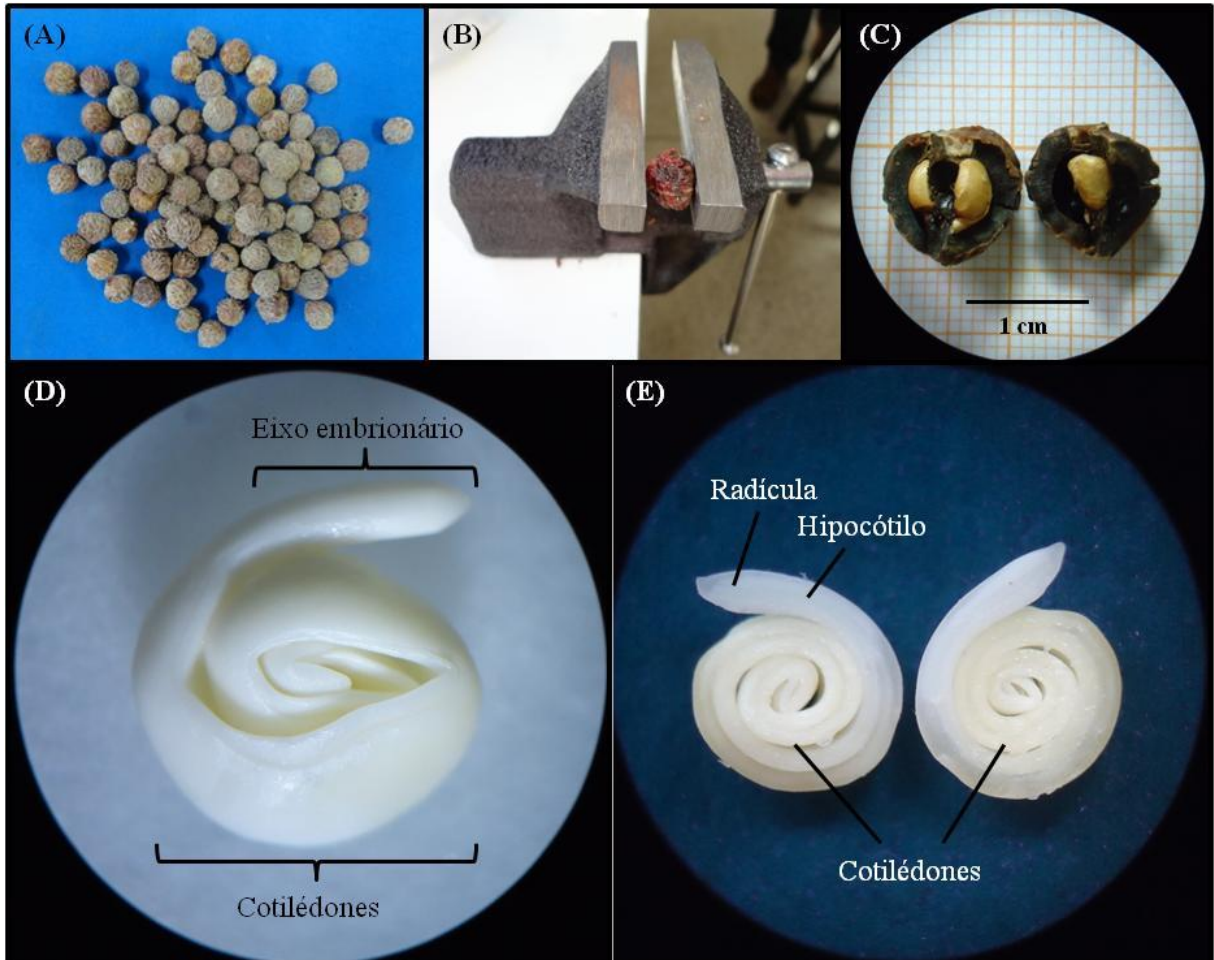 (A)
(B)
(C)
1 cm
(D)
Eixo embrionário
Cotilédones
(E)
Radícula
Hipocótilo
Cotilédones